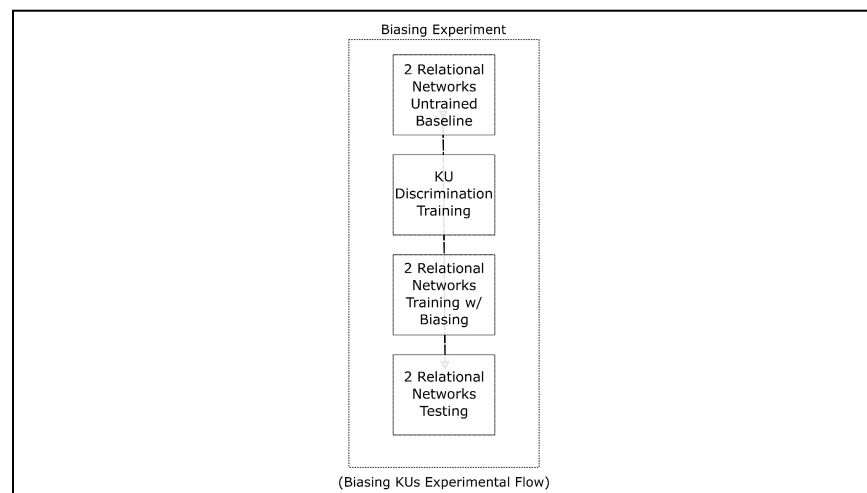 Biasing Experiment
2 Relational
Networks
Untrained
Baseline
KU
Discrimination
Training
2 Relational
Networks
Training w/
Biasing
2 Relational
Networks
Testing
(Biasing KUs Experimental Flow)